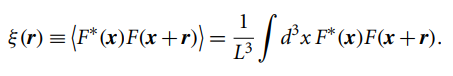 ξ(r) ≡ ⟨F*(x)F(x + r)⟩ = 1/L³ ∫ d³x F*(x)F(x + r).